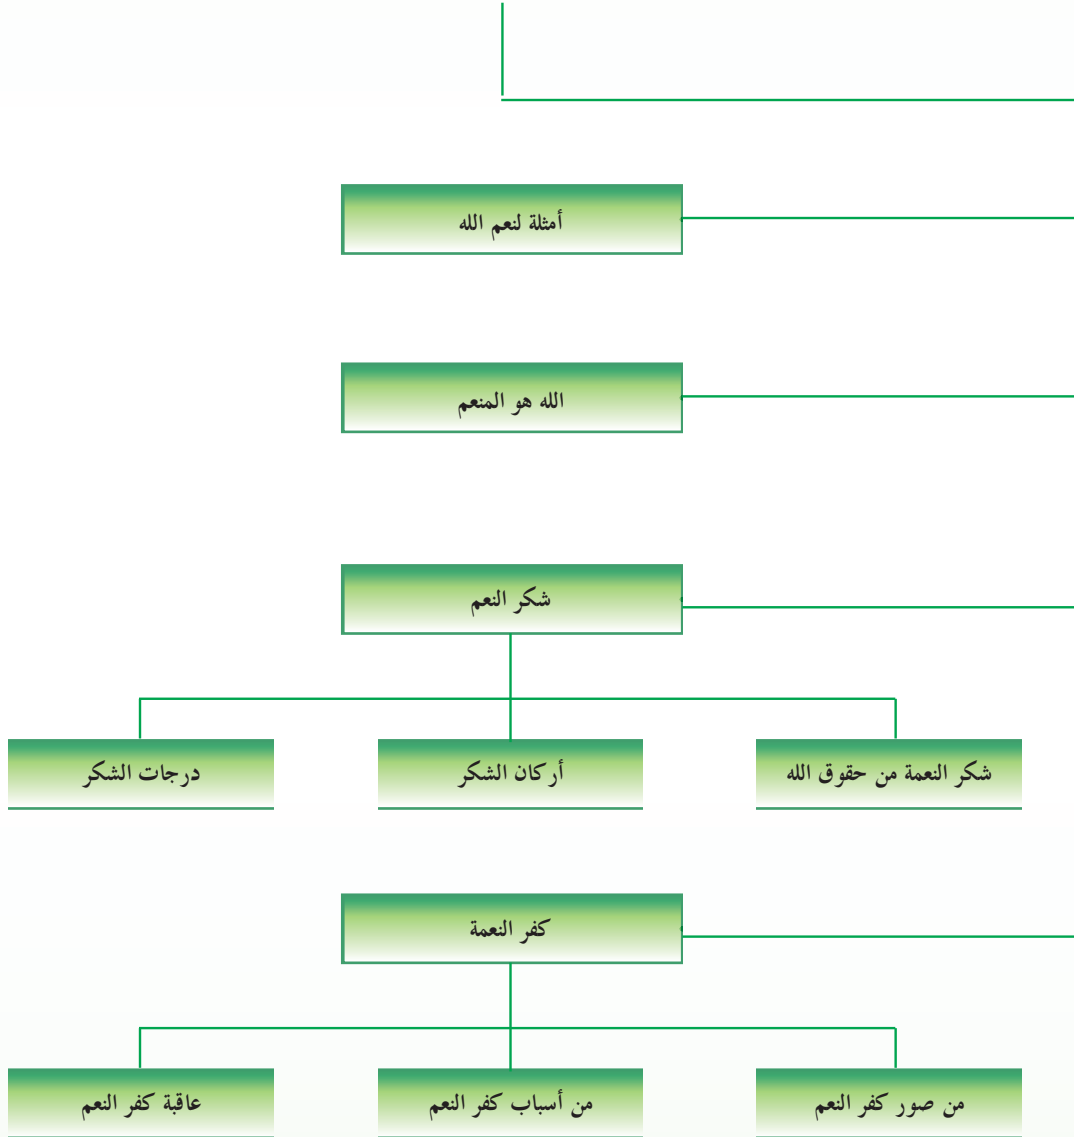 أمثلة لنعم الله
الله هو المنعم
شكر النعم
شكر النعمة من حقوق الله
أركان الشكر
درجات الشكر
كفر النعمة
من صور كفر النعم
من أسباب كفر النعم
عاقبة كفر النعم